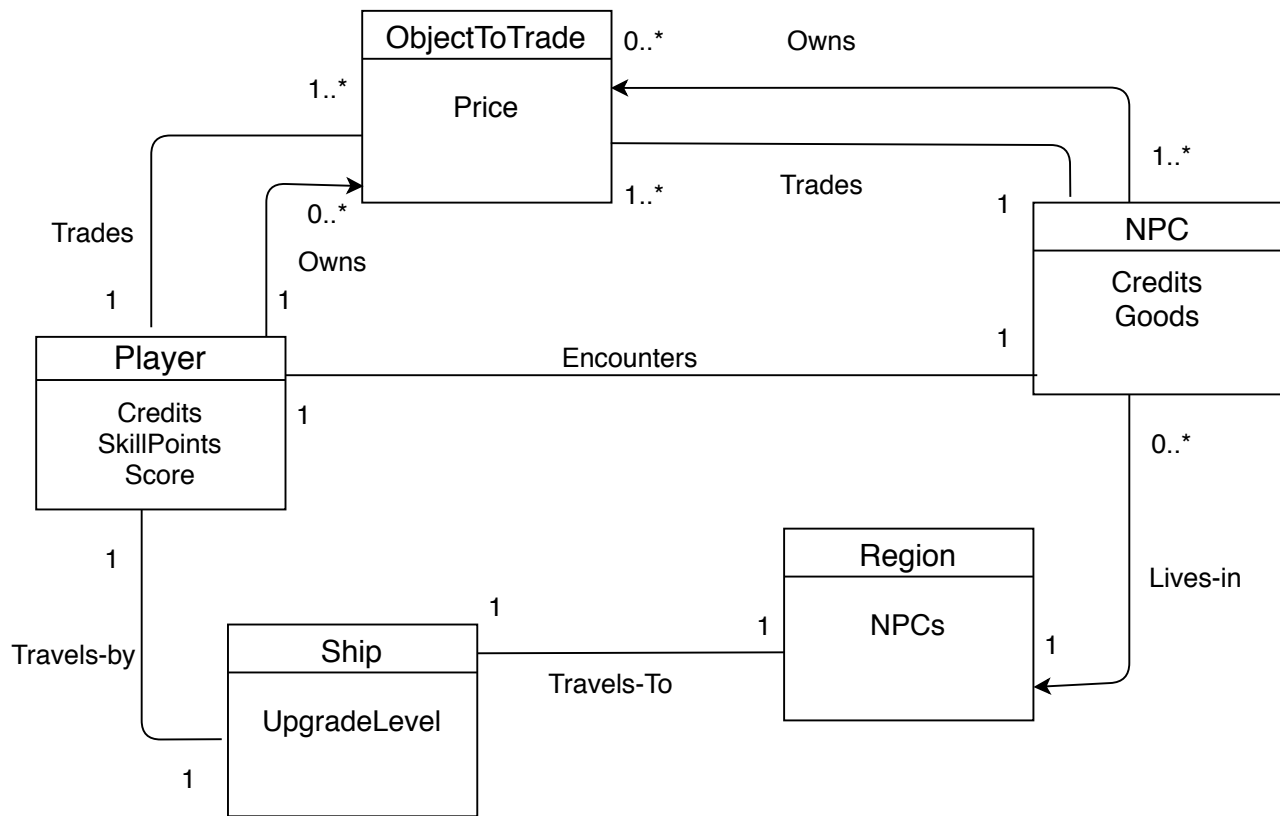 ObjectToTrade
Price
0..*
Owns
1..*
1..*
Trades
1..*
0..*
Owns
1..*
Trades
1
NPC
Credits
Goods
1
1
1
Player
Credits
SkillPoints
Score
Encounters
1
0..*
1
Travels-by
1
Ship
UpgradeLevel
1
Travels-To
1
Region
NPCs
1
Lives-in